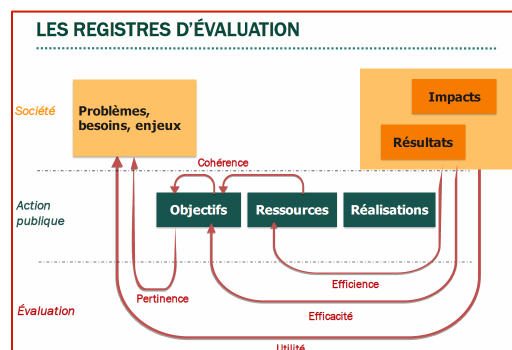 LES REGISTRES D'ÉVALUATION
Société
Problèmes,
besoins, enjeux
Impacts
Résultats
Cohérence
Action
publique
Objectifs
Ressources
Réalisations
Pertinence
Efficience
Évaluation
Efficacité
Utilité